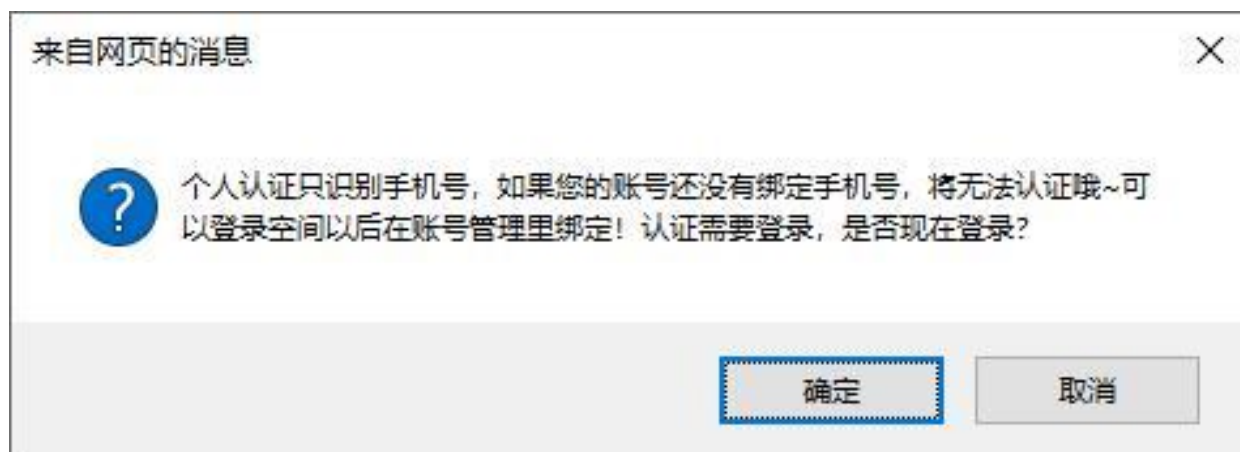 来自网页的消息
个人认证只识别手机号，如果您的账号还没有绑定手机号，将无法认证哦~可
以登录空间以后在账号管理里绑定！认证需要登录，是否现在登录？
确定
取消